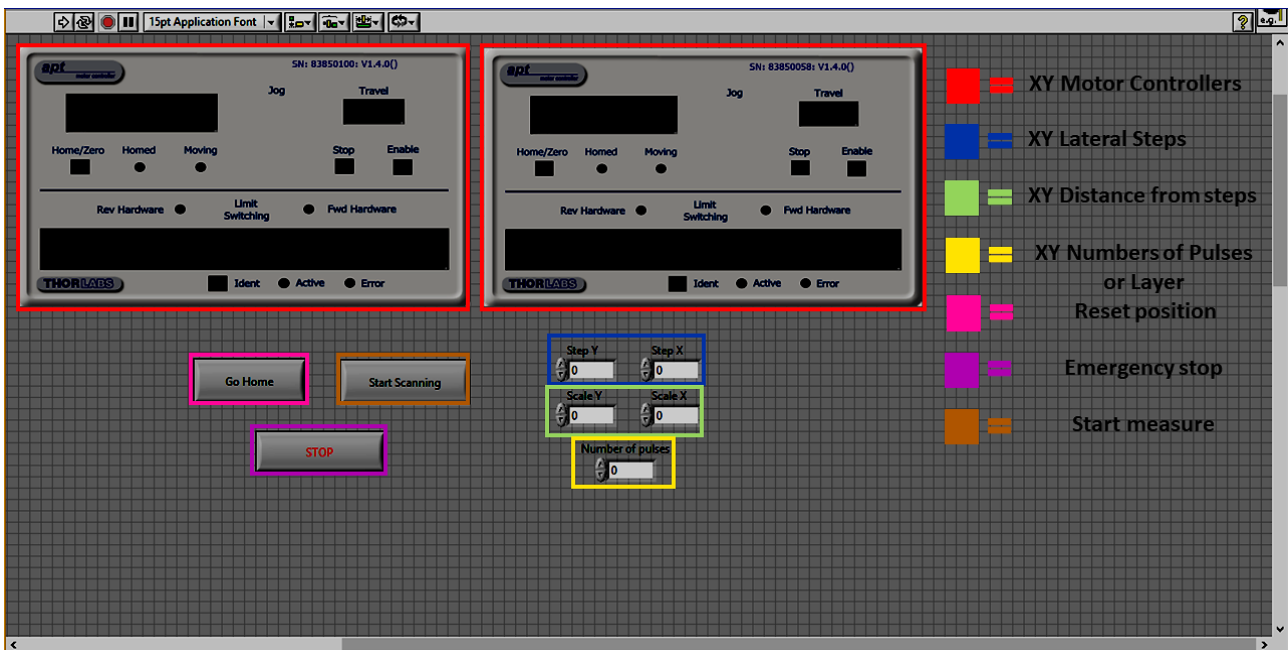 15pt Application Font
?
e.g.
apt
motor controller
SN: 83850100: V1.4.0()
Jog
Travel
Home/Zero
Homed
Moving
Stop
Enable
Rev Hardware
Limit
Switching
Fwd Hardware
THORLABS
Ident
Active
Error
apt
motor controller
SN: 83850058: V1.4.0()
Jog
Travel
Home/Zero
Homed
Moving
Stop
Enable
Rev Hardware
Limit
Switching
Fwd Hardware
THORLABS
Ident
Active
Error
= XY Motor Controllers
= XY Lateral Steps
= XY Distance from steps
= XY Numbers of Pulses
or Layer
= Reset position
= Emergency stop
= Start measure
Go Home
Start Scanning
STOP
Step Y
0
Step X
0
Scale Y
0
Scale X
0
Number of pulses
0